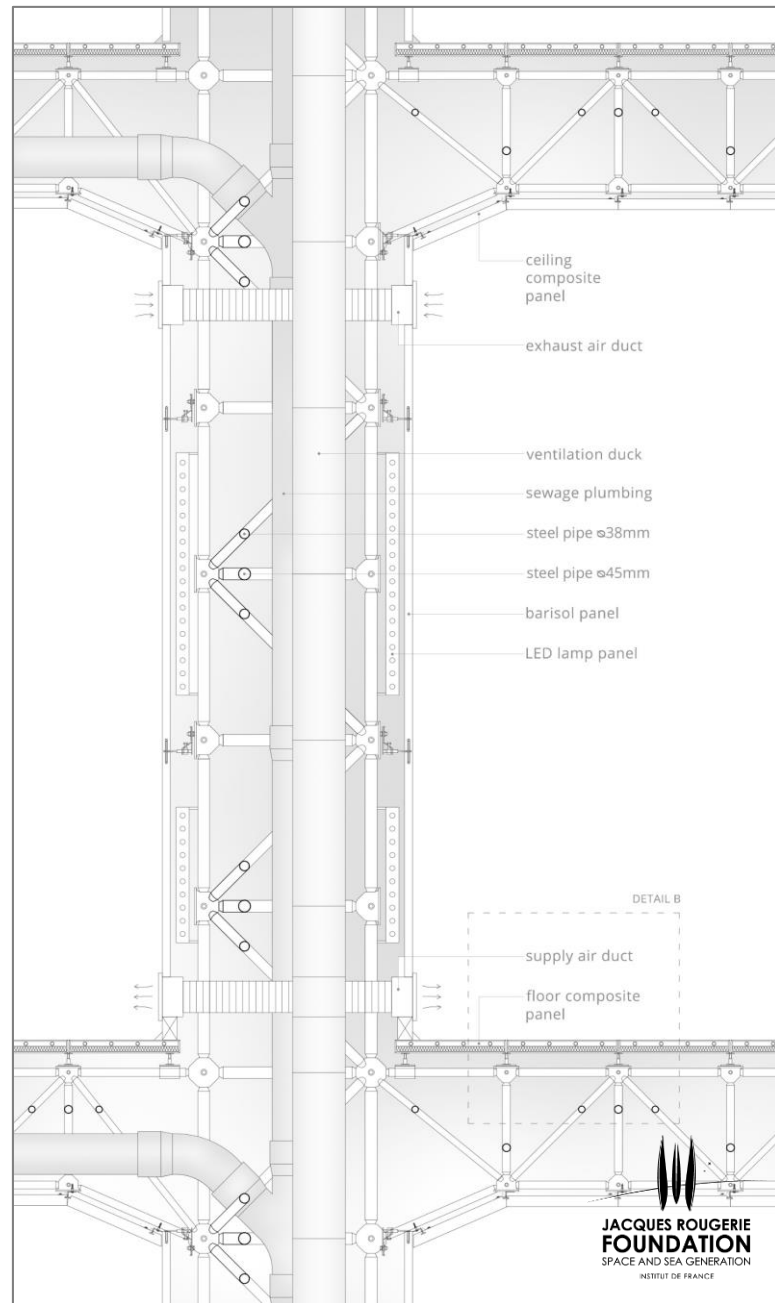 ceiling
composite
panel
exhaust air duct
ventilation duck
sewage plumbing
steel pipe ⌀38mm
steel pipe ⌀45mm
barisol panel
LED lamp panel
DETAIL B
supply air duct
floor composite
panel
JACQUES ROUGERIE
FOUNDATION
SPACE AND SEA GENERATION
INSTITUT DE FRANCE